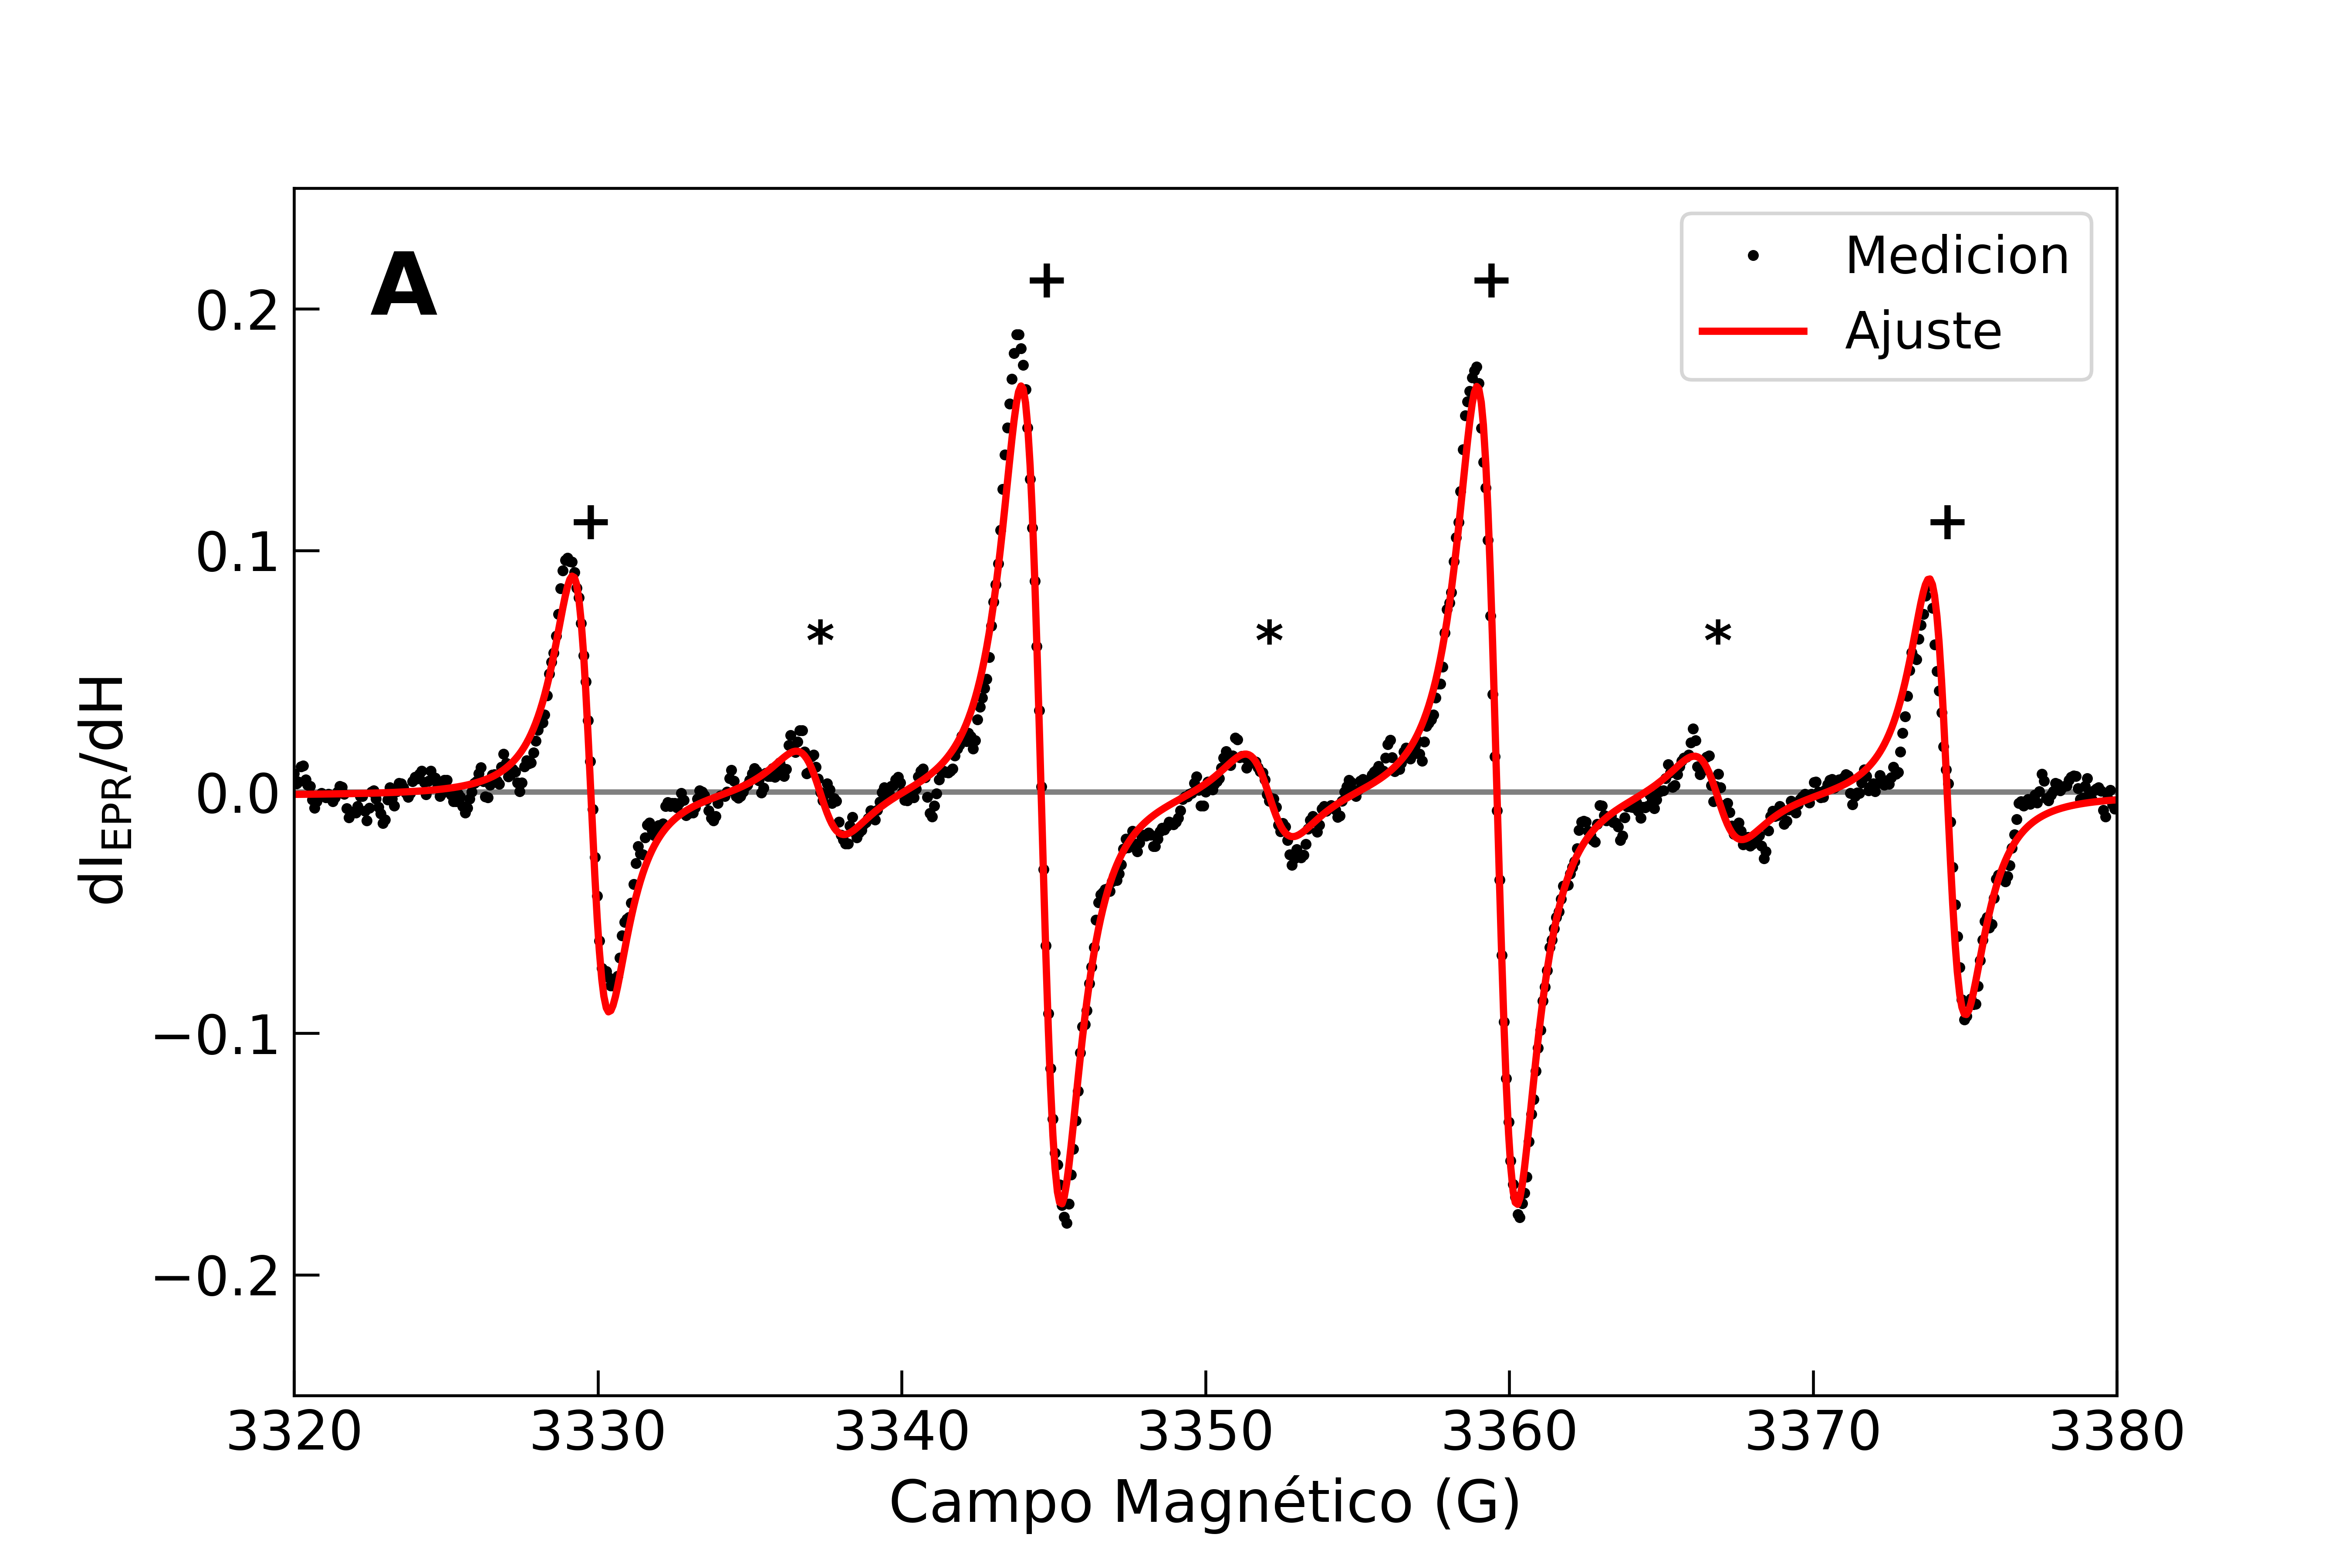 A
+ +
+ +
* * *
Medicion
Ajuste
0.2
0.1
0.0
−0.1
−0.2
dI_EPR/dH
3320 3330 3340 3350 3360 3370 3380
Campo Magnético (G)